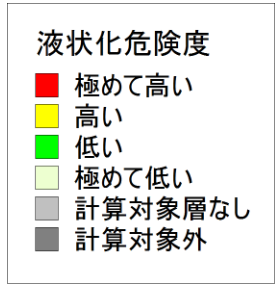 液状化危険度
極めて高い
高い
低い
極めて低い
計算対象層なし
計算対象外